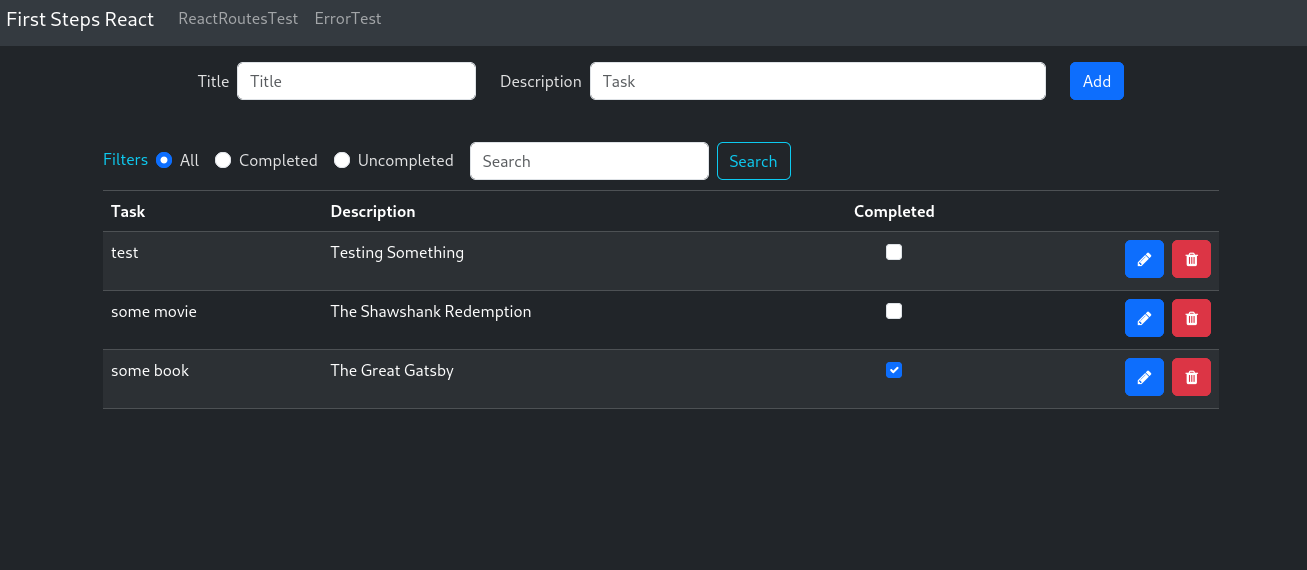 First Steps React ReactRoutesTest ErrorTest
Title Title Description Task Add
Filters All Completed Uncompleted Search Search
Task Description Completed
test Testing Something
some movie The Shawshank Redemption
some book The Great Gatsby